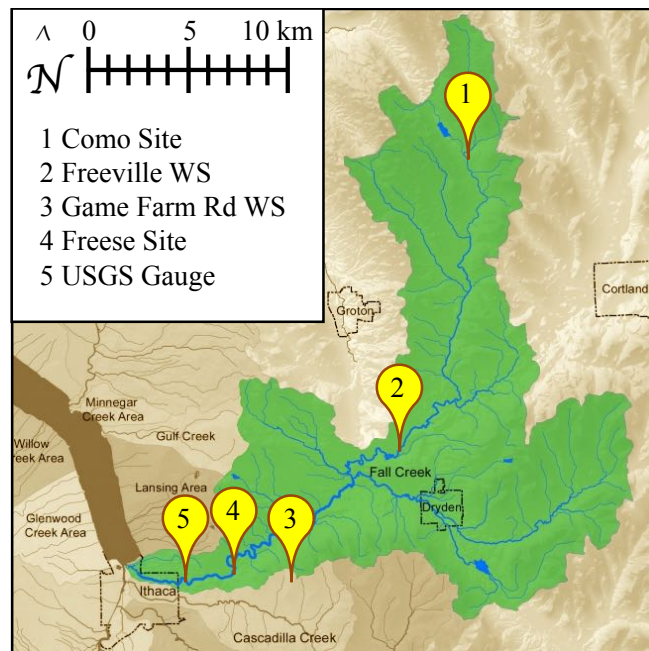 ^
N
0 5 10 km
1 Como Site
2 Freeville WS
3 Game Farm Rd WS
4 Freese Site
5 USGS Gauge
1
Cortland
Groton
2
Minnegar
Creek Area
Gulf Creek
Willow
Creek Area
Fall Creek
Lansing Area
Dryden
Glenwood
Creek Area
5
4
3
Ithaca
Cascadilla Creek